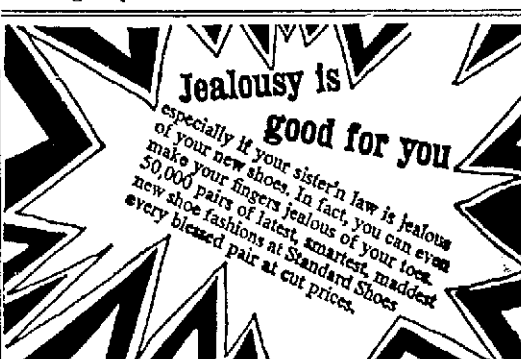 Jealousy is
good for you
especially if your sister'n law is jealous
of your new shoes. In fact, you can even
make your fingers jealous of your toes.
50,000 pairs of latest, smartest, maddest
new shoe fashions at Standard Shoes
every blessed pair at cut prices.